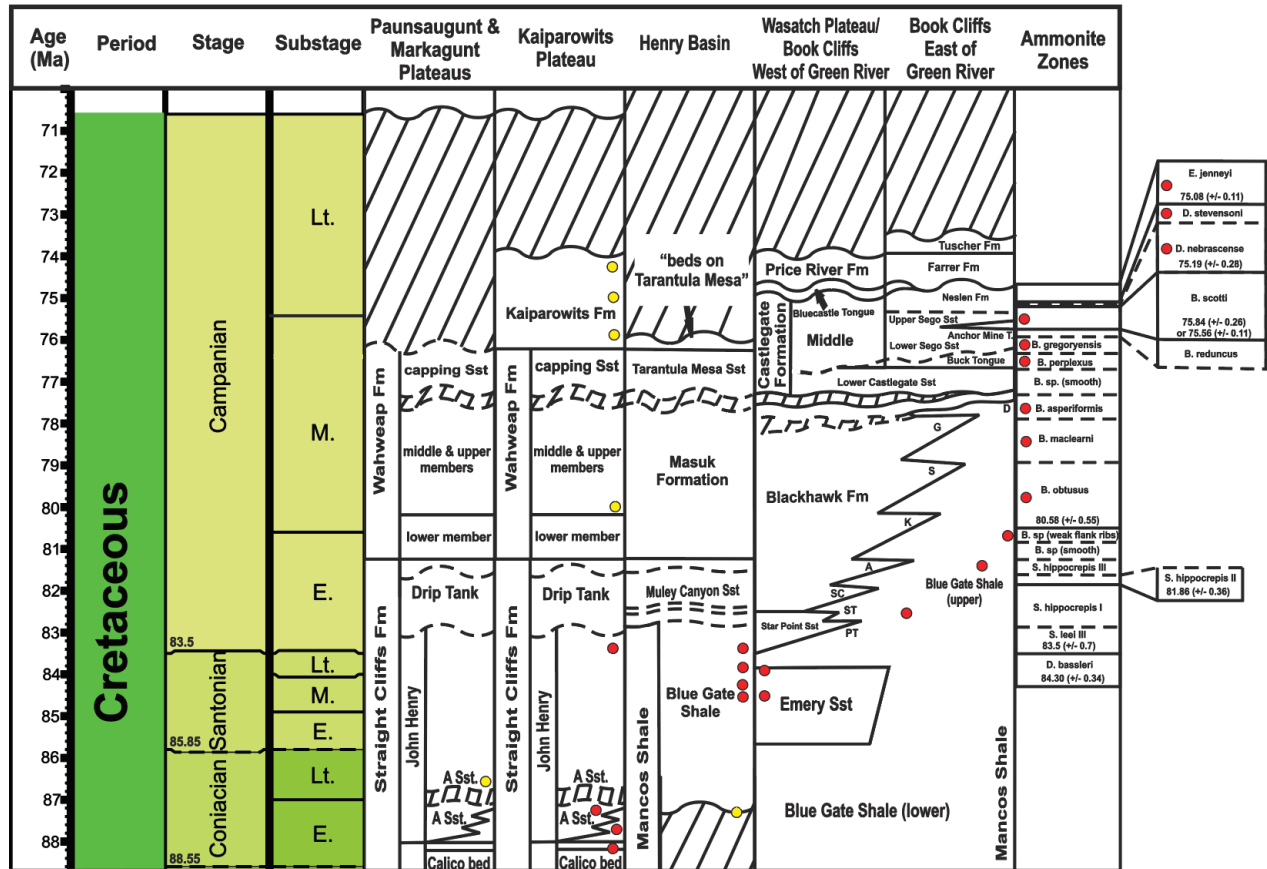 Age
(Ma)
Period
Stage
Substage
Paunsaugunt &
Markagunt
Plateaus
Kaiparowits
Plateau
Henry Basin
Wasatch Plateau/
Book Cliffs
West of Green River
Book Cliffs
East of
Green River
Ammonite
Zones
71
72
73
74
75
76
77
78
79
80
81
82
83
84
85
86
87
88
Cretaceous
Campanian
Santonian
Coniacian
83.5
85.85
88.55
Lt.
M.
E.
Lt.
M.
E.
Lt.
E.
Wahweap Fm
Straight Cliffs Fm
capping Sst
middle & upper
members
lower member
Drip Tank
John Henry
A Sst.
A Sst.
Calico bed
Kaiparowits Fm
Wahweap Fm
Straight Cliffs Fm
capping Sst
middle & upper
members
lower member
Drip Tank
John Henry
A Sst.
A Sst.
Calico bed
“beds on
Tarantula Mesa”
Tarantula Mesa Sst
Masuk
Formation
Muley Canyon Sst
Blue Gate
Shale
Mancos Shale
Price River Fm
Bluecastle Tongue
Castlegate
Formation
Middle
Lower Castlegate Sst
Blackhawk Fm
Star Point Sst
Emery Sst
Blue Gate Shale (lower)
Tuscher Fm
Farrer Fm
Neslen Fm
Upper Sego Sst
Anchor Mine T.
Lower Sego Sst
Buck Tongue
D
G
S
K
A
SC
ST
PT
Blue Gate Shale
(upper)
Mancos Shale
B. gregoryensis
B. perplexus
B. sp. (smooth)
B. asperiformis
B. maclearni
B. obtusus
80.58 (+/- 0.55)
B. sp (weak flank ribs)
B. sp (smooth)
S. hippocrepis III
S. hippocrepis I
S. leei III
83.5 (+/- 0.7)
D. bassleri
84.30 (+/- 0.34)
E. jenneyi
75.08 (+/- 0.11)
D. stevensoni
D. nebrascense
75.19 (+/- 0.28)
B. scotti
75.84 (+/- 0.26)
or 75.56 (+/- 0.11)
B. reduncus
S. hippocrepis II
81.86 (+/- 0.36)